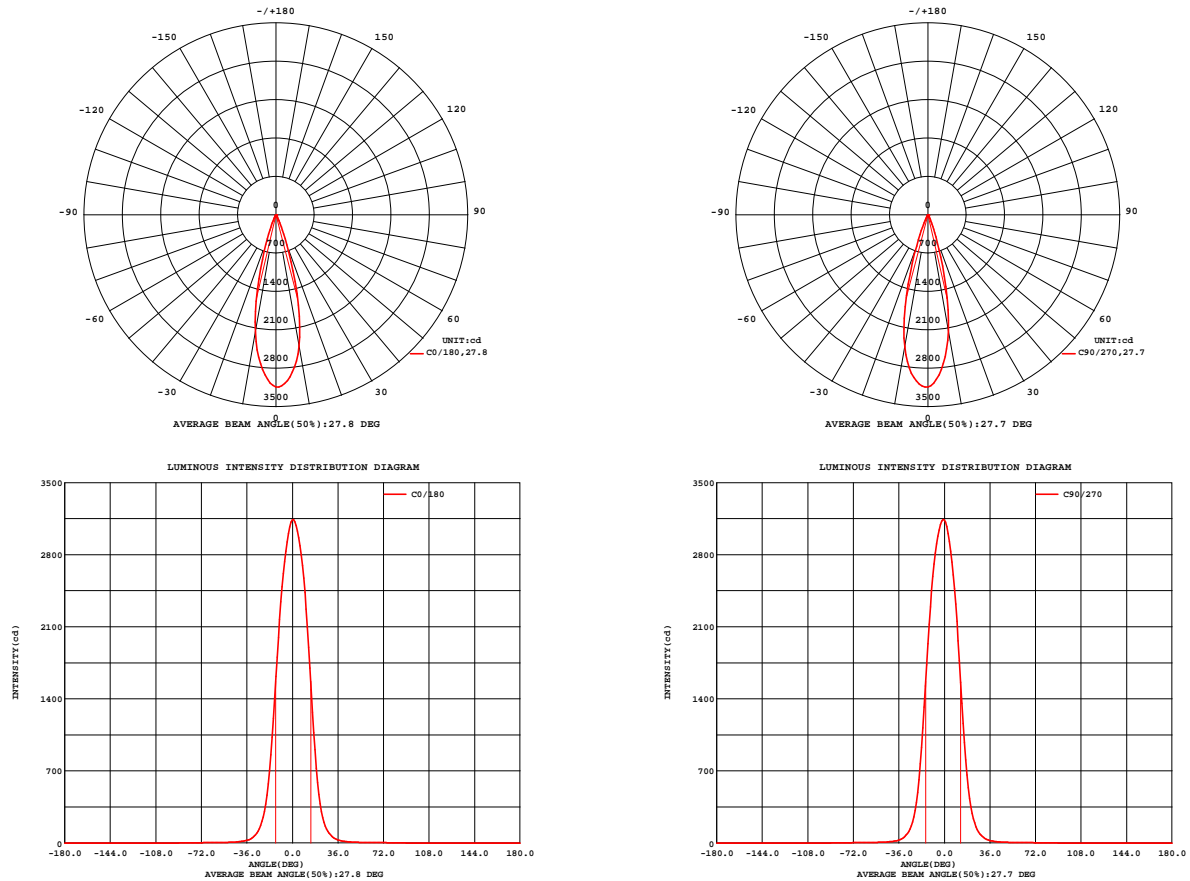 -/+180
-150
150
-120
120
-90
90
-60
60
-30
30
0
0
700
1400
2100
2800
3500
UNIT:cd
C0/180,27.8
AVERAGE BEAM ANGLE(50%):27.8 DEG
-/+180
-150
150
-120
120
-90
90
-60
60
-30
30
0
0
700
1400
2100
2800
3500
UNIT:cd
C90/270,27.7
AVERAGE BEAM ANGLE(50%):27.7 DEG
LUMINOUS INTENSITY DISTRIBUTION DIAGRAM
C0/180
INTENSITY(cd)
3500
2800
2100
1400
700
0
-180.0 -144.0 -108.0 -72.0 -36.0 0.0 36.0 72.0 108.0 144.0 180.0
ANGLE(DEG)
AVERAGE BEAM ANGLE(50%):27.8 DEG
LUMINOUS INTENSITY DISTRIBUTION DIAGRAM
C90/270
INTENSITY(cd)
3500
2800
2100
1400
700
0
-180.0 -144.0 -108.0 -72.0 -36.0 0.0 36.0 72.0 108.0 144.0 180.0
ANGLE(DEG)
AVERAGE BEAM ANGLE(50%):27.7 DEG